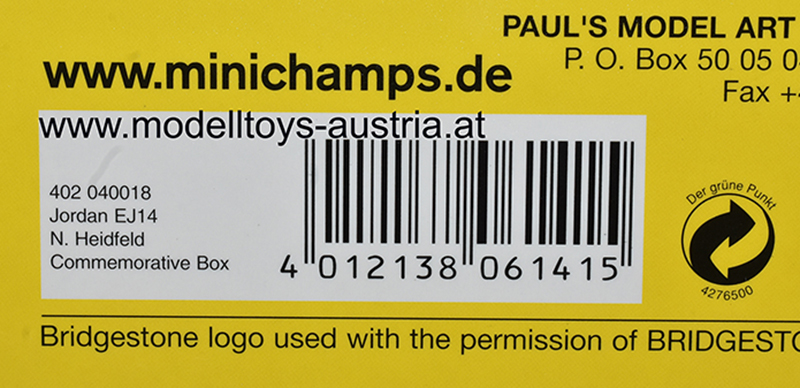 PAUL'S MODEL ART
P. O. Box 50 05 0
Fax +
www.minichamps.de
www.modelltoys-austria.at
402 040018
Jordan EJ14
N. Heidfeld
Commemorative Box
4 012138 061415
Der grüne Punkt
4276500
Bridgestone logo used with the permission of